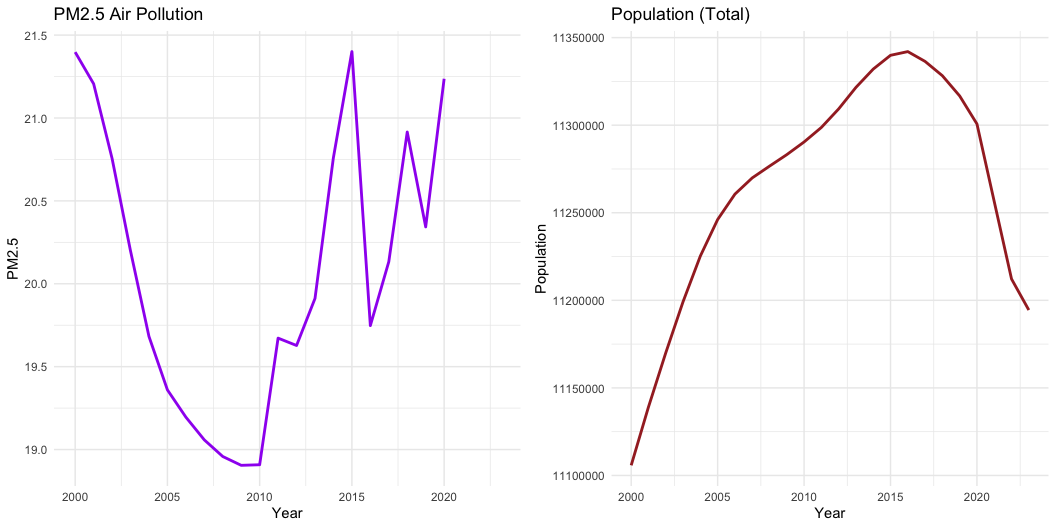 PM2.5 Air Pollution
21.5
21.0
20.5
20.0
19.5
19.0
PM2.5
2000 2005 2010 2015 2020
Year
Population (Total)
11350000
11300000
11250000
11200000
11150000
11100000
Population
2000 2005 2010 2015 2020
Year